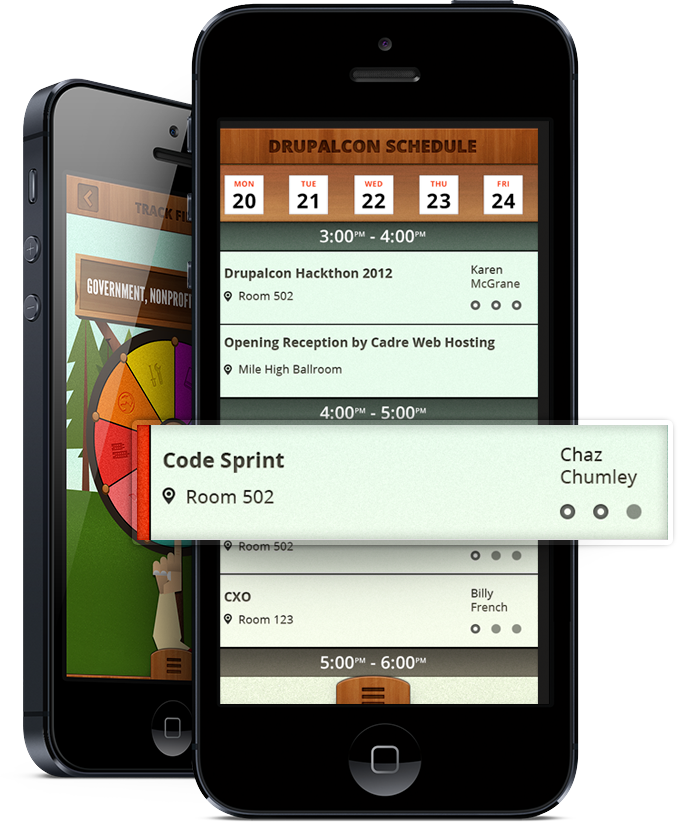 TRACK FI
GOVERNMENT, NONPROFI
DRUPALCON SCHEDULE
MON TUE WED THU FRI
20 21 22 23 24
3:00PM - 4:00PM
Drupalcon Hackthon 2012
Karen
McGrane
Room 502
Opening Reception by Cadre Web Hosting
Mile High Ballroom
4:00PM - 5:00PM
Code Sprint
Chaz
Chumley
Room 502
Room 502
CXO
Billy
French
Room 123
5:00PM - 6:00PM